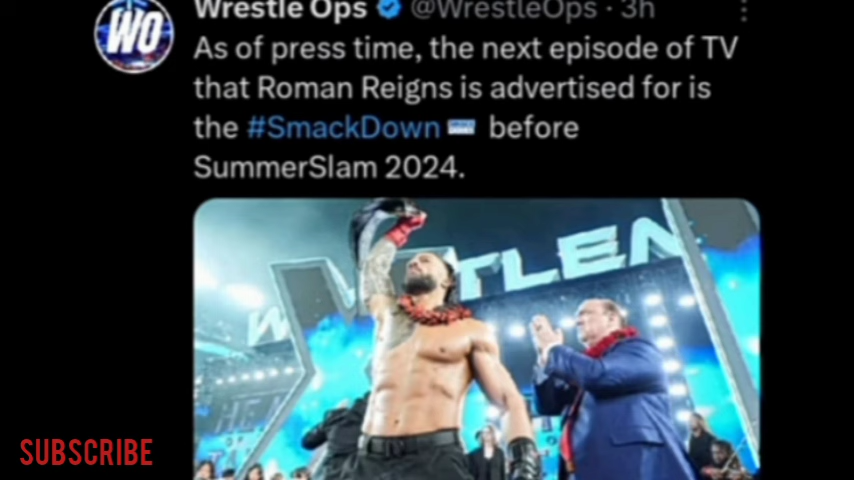 Wrestle Ops @WrestleOps · 3h
WO
As of press time, the next episode of TV
that Roman Reigns is advertised for is
the #SmackDown before
SummerSlam 2024.
TLE
SUBSCRIBE